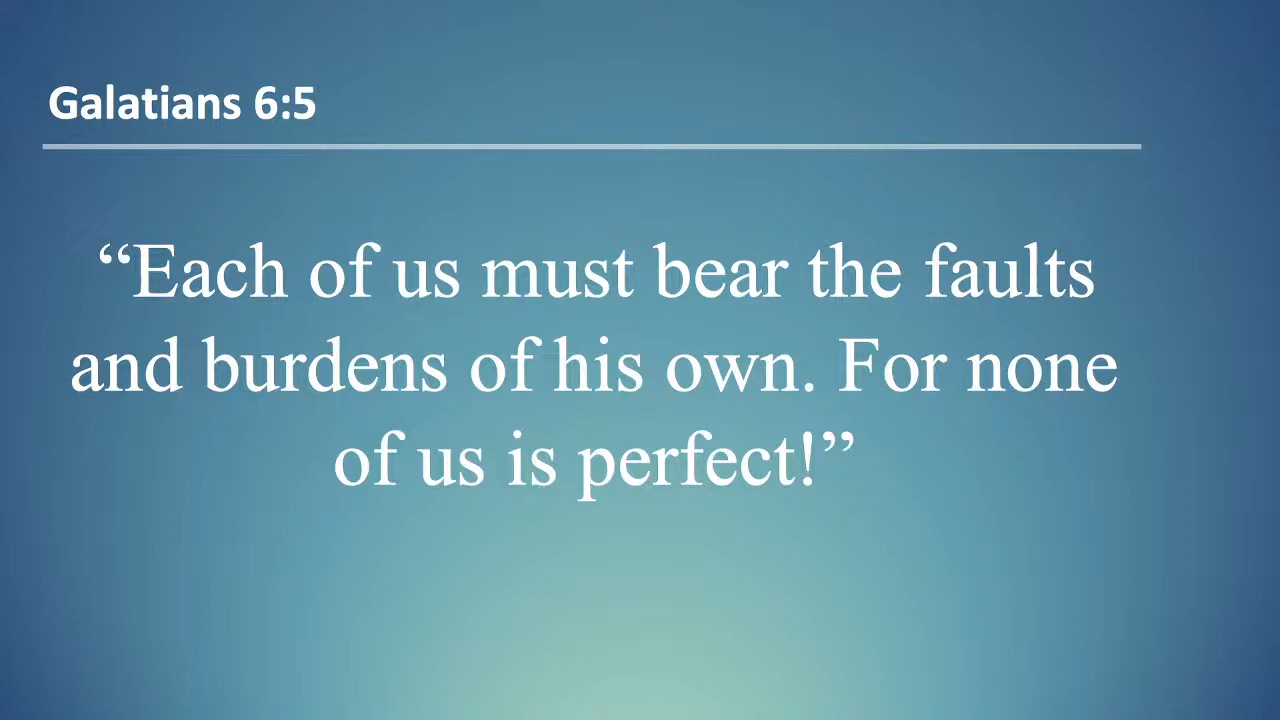 Galatians 6:5
“Each of us must bear the faults
and burdens of his own. For none
of us is perfect!”